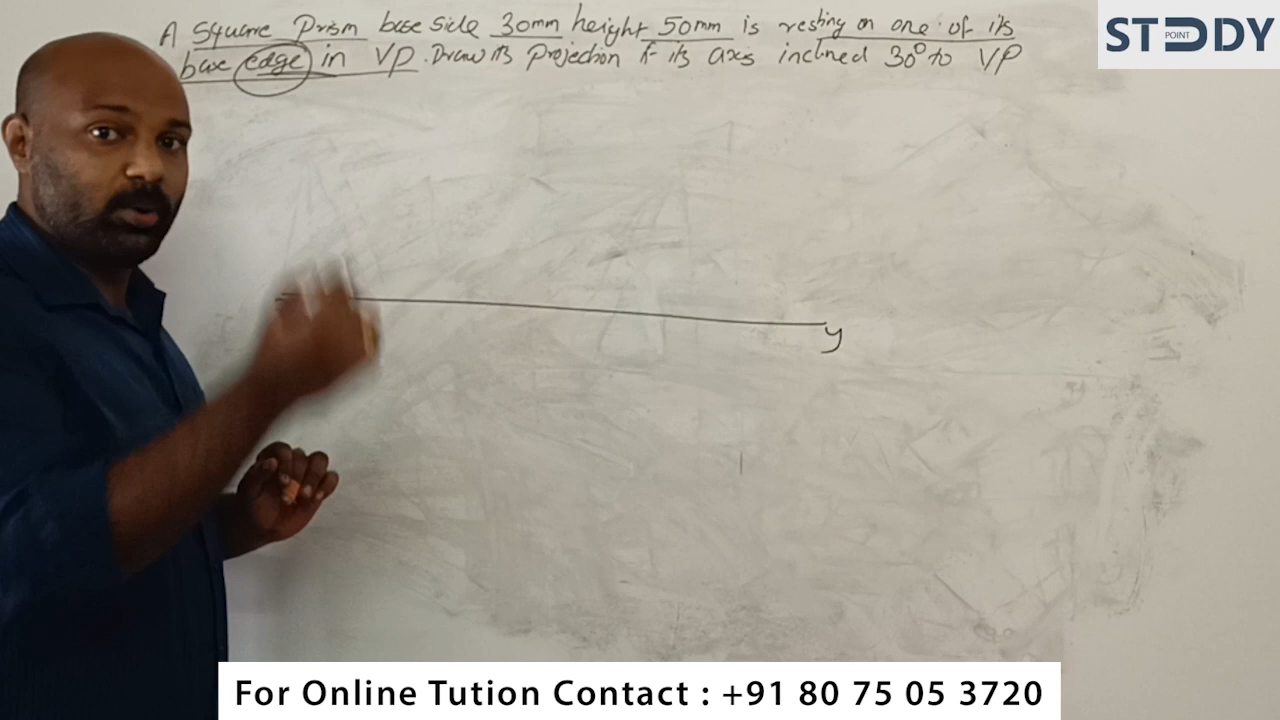 A Square Prism base side 30mm height 50mm is resting on one of its
base edge in VP. Draw its projection if its axis inclined 30° to VP
STUDY
POINT
y
For Online Tution Contact : +91 80 75 05 3720